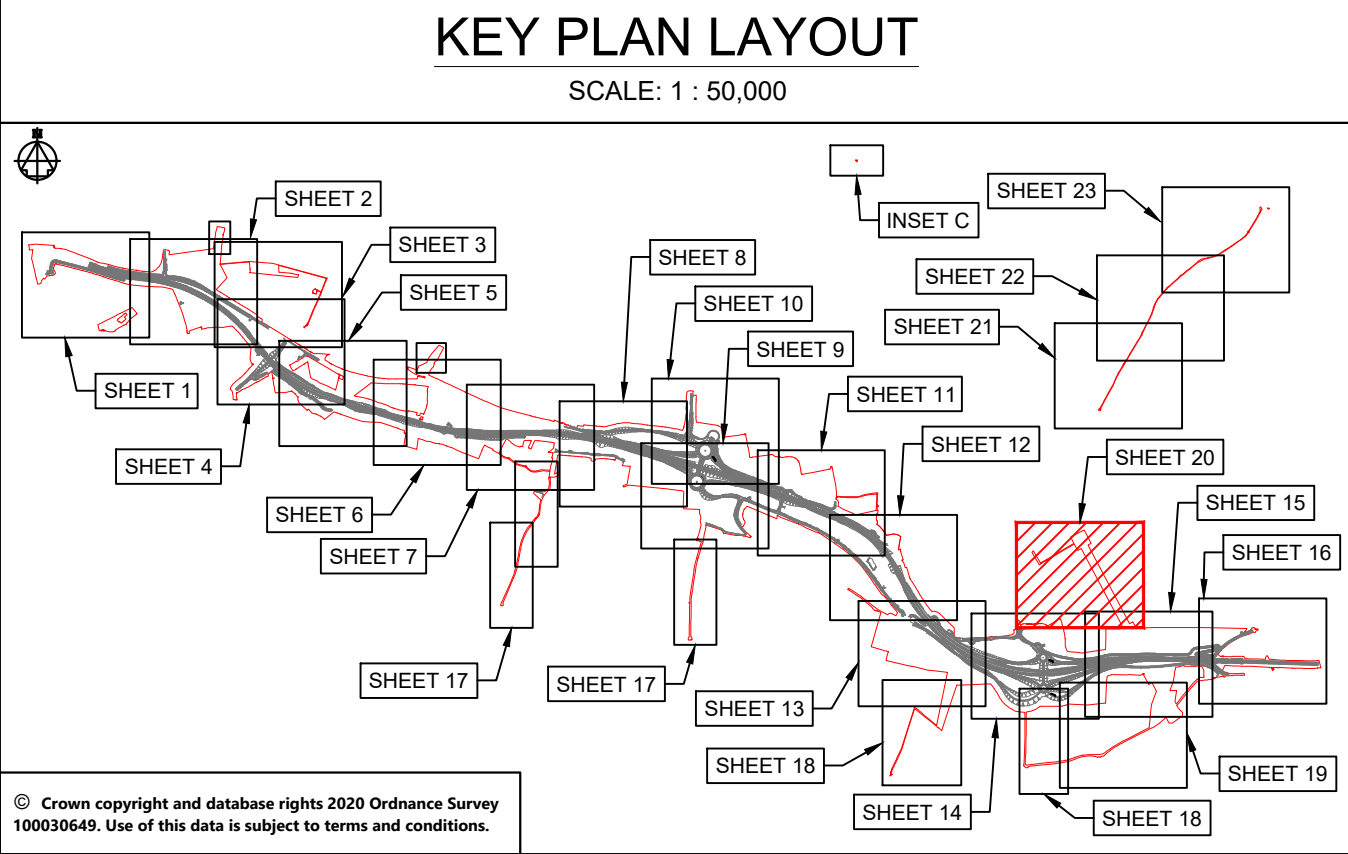 KEY PLAN LAYOUT
SCALE: 1 : 50,000
SHEET 2
SHEET 23
INSET C
SHEET 3
SHEET 8
SHEET 22
SHEET 5
SHEET 10
SHEET 21
SHEET 9
SHEET 1
SHEET 11
SHEET 12
SHEET 20
SHEET 4
SHEET 15
SHEET 6
SHEET 7
SHEET 16
SHEET 17
SHEET 17
SHEET 13
SHEET 18
SHEET 19
SHEET 14
SHEET 18
© Crown copyright and database rights 2020 Ordnance Survey
100030649. Use of this data is subject to terms and conditions.